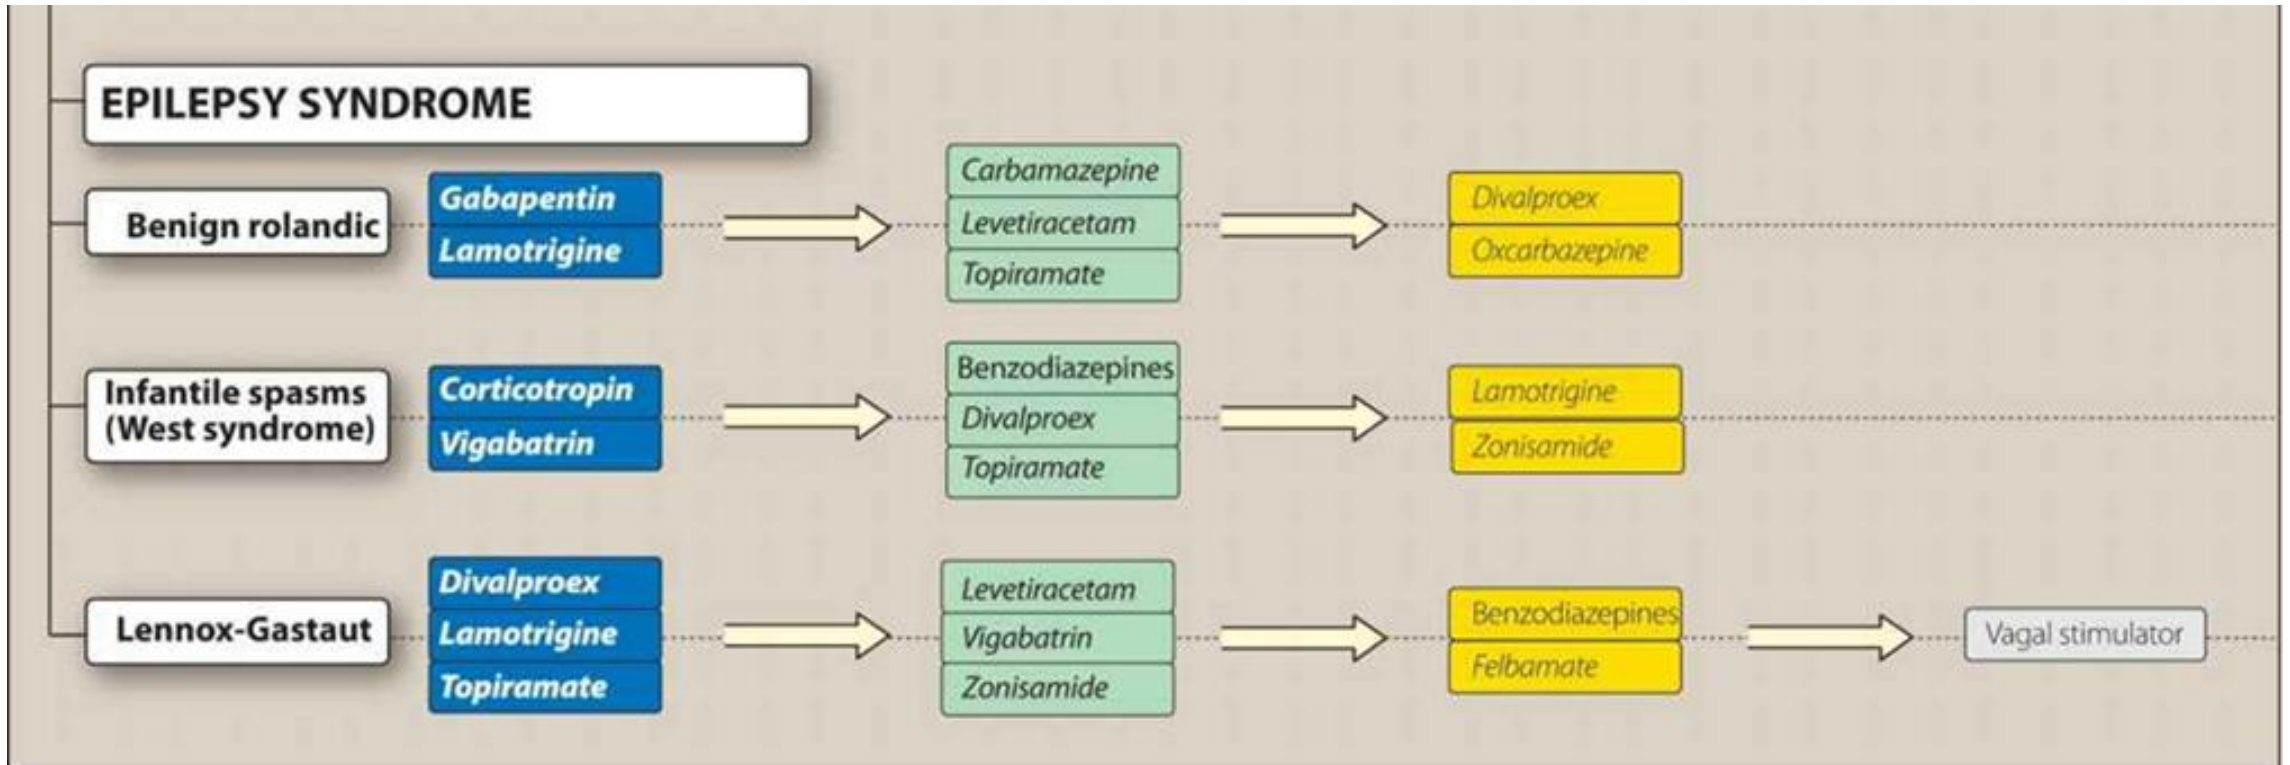 EPILEPSY SYNDROME
Benign rolandic
Gabapentin
Lamotrigine
Carbamazepine
Levetiracetam
Topiramate
Divalproex
Oxcarbazepine
Infantile spasms
(West syndrome)
Corticotropin
Vigabatrin
Benzodiazepines
Divalproex
Topiramate
Lamotrigine
Zonisamide
Lennox-Gastaut
Divalproex
Lamotrigine
Topiramate
Levetiracetam
Vigabatrin
Zonisamide
Benzodiazepines
Felbamate
Vagal stimulator